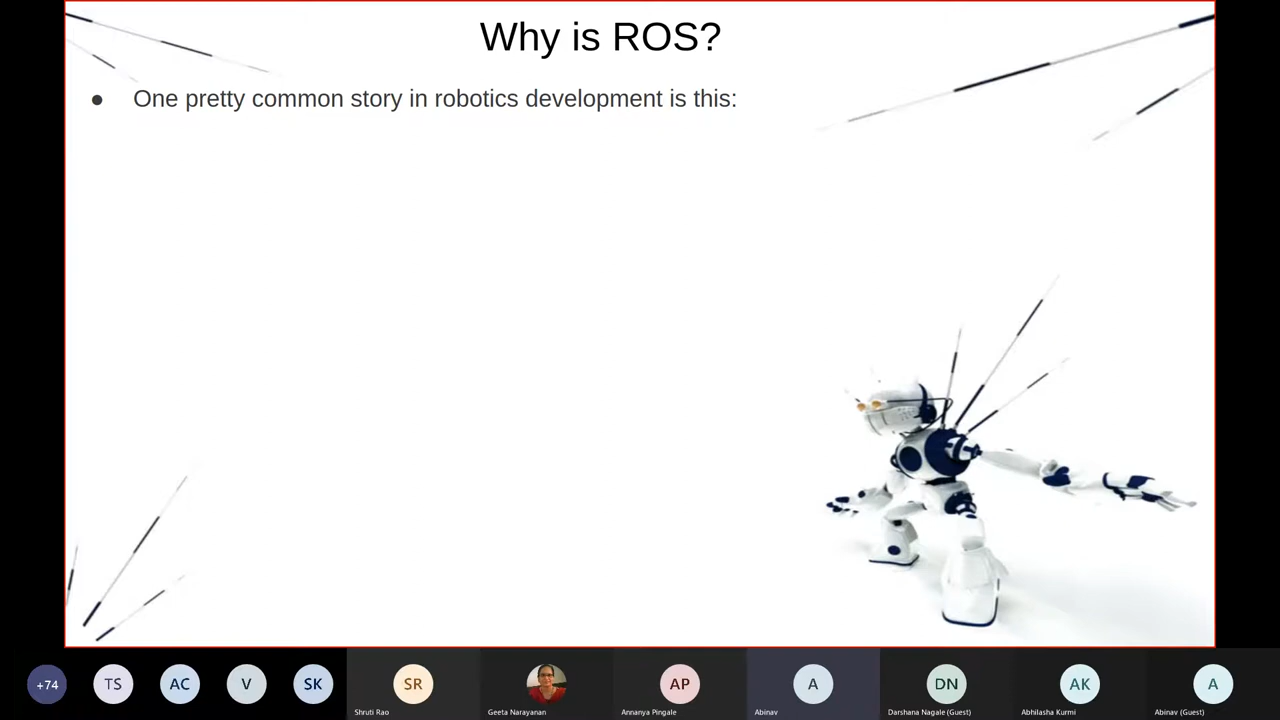 Why is ROS?
● One pretty common story in robotics development is this:
+74
TS
AC
V
SK
SR
AP
A
DN
AK
A
Shruti Rao
Geeta Narayanan
Annanya Pingale
Abinav
Darshana Nagale (Guest)
Abhilasha Kurmi
Abinav (Guest)